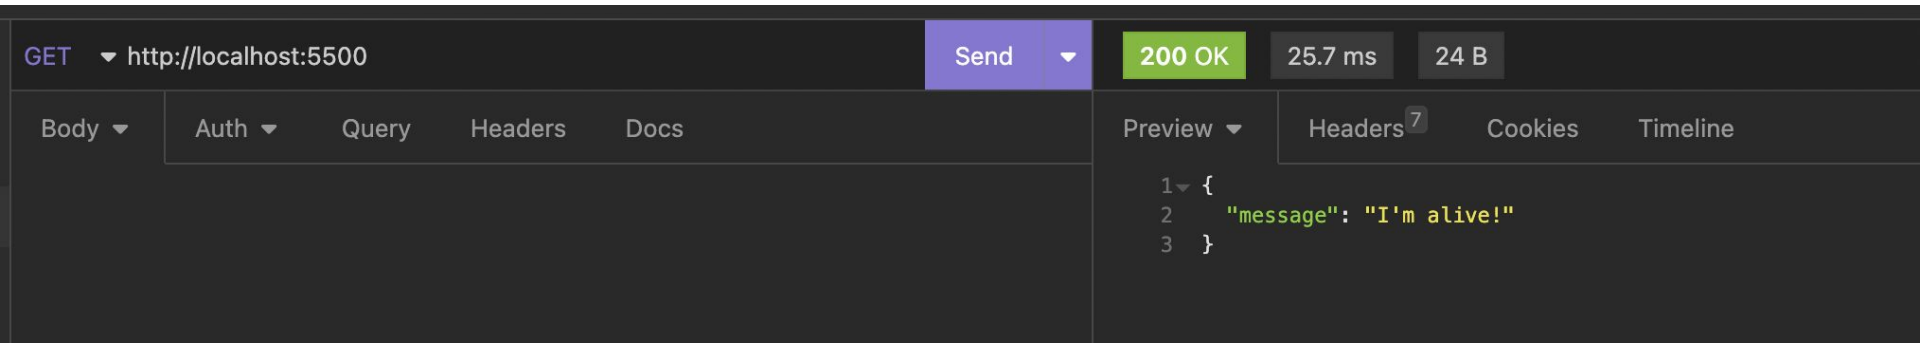 GET http://localhost:5500 Send 200 OK 25.7 ms 24 B
Body Auth Query Headers Docs Preview Headers 7 Cookies Timeline
1 {
2 "message": "I'm alive!"
3 }